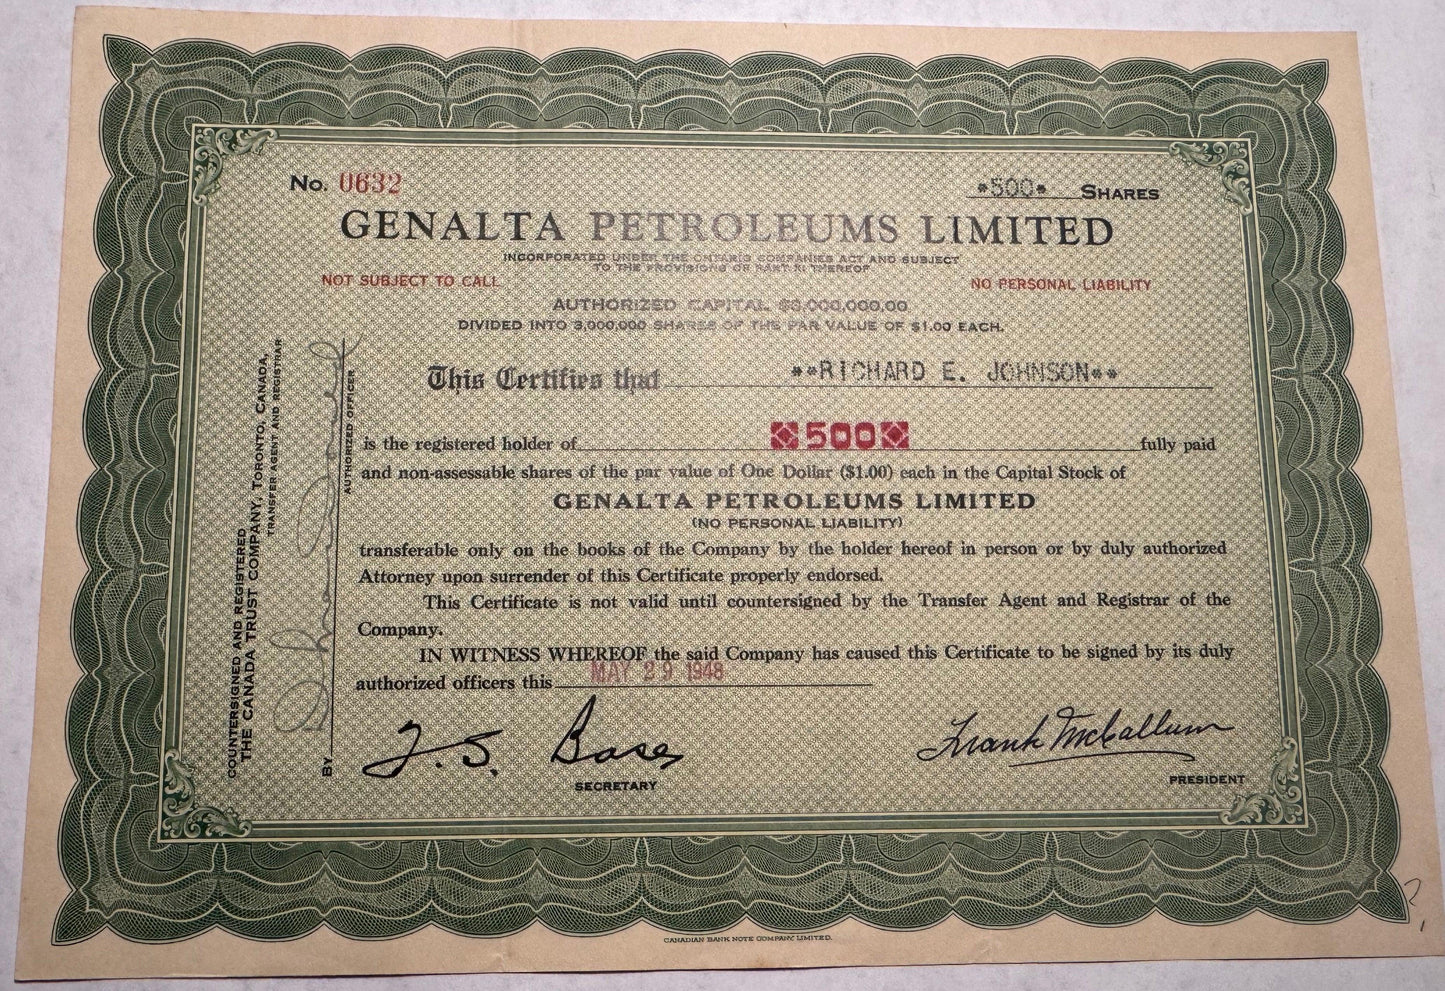 No. 0632
*500* SHARES
GENALTA PETROLEUMS LIMITED
INCORPORATED UNDER THE ONTARIO COMPANIES ACT AND SUBJECT
TO THE PROVISIONS OF PART XI THEREOF
NOT SUBJECT TO CALL
NO PERSONAL LIABILITY
AUTHORIZED CAPITAL $3,000,000.00
DIVIDED INTO 3,000,000 SHARES OF THE PAR VALUE OF $1.00 EACH.
This Certifies that **RICHARD E. JOHNSON**
is the registered holder of 500 fully paid
and non-assessable shares of the par value of One Dollar ($1.00) each in the Capital Stock of
GENALTA PETROLEUMS LIMITED
(NO PERSONAL LIABILITY)
transferable only on the books of the Company by the holder hereof in person or by duly authorized
Attorney upon surrender of this Certificate properly endorsed.
This Certificate is not valid until countersigned by the Transfer Agent and Registrar of the
Company.
IN WITNESS WHEREOF the said Company has caused this Certificate to be signed by its duly
authorized officers this MAY 29 1948
J. S. Base
SECRETARY
Frank McCallum
PRESIDENT
COUNTERSIGNED AND REGISTERED
THE CANADA TRUST COMPANY, TORONTO, CANADA,
TRANSFER AGENT AND REGISTRAR
BY
AUTHORIZED OFFICER
CANADIAN BANK NOTE COMPANY LIMITED.